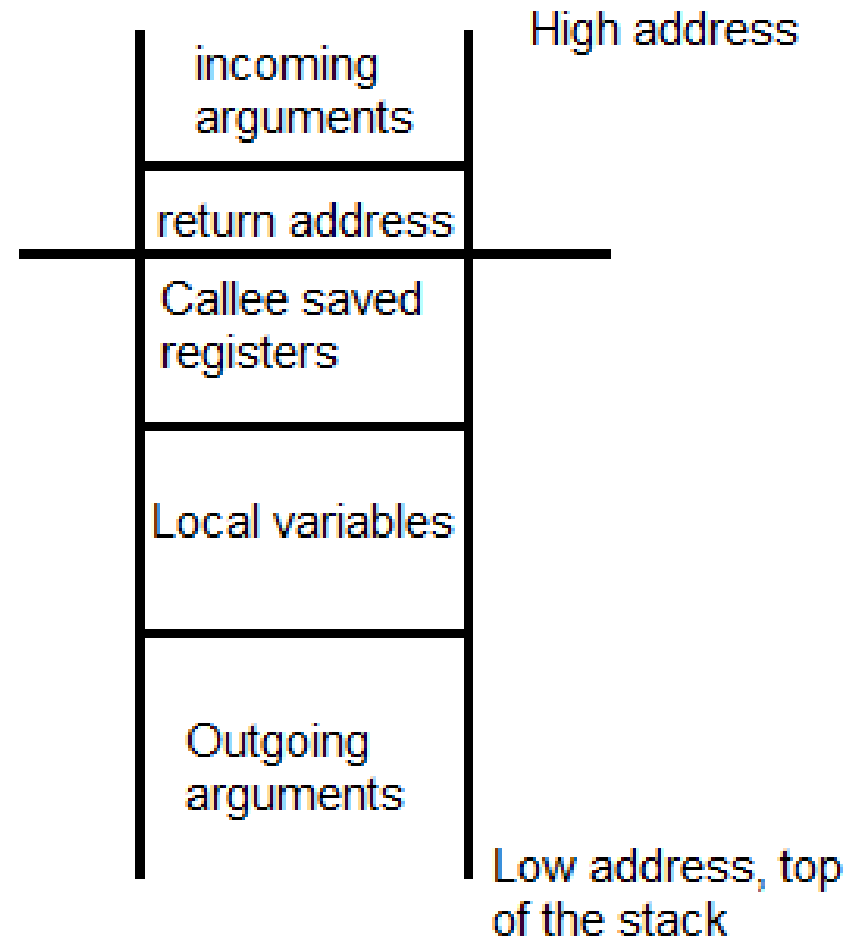 High address
incoming
arguments
return address
Callee saved
registers
Local variables
Outgoing
arguments
Low address, top
of the stack